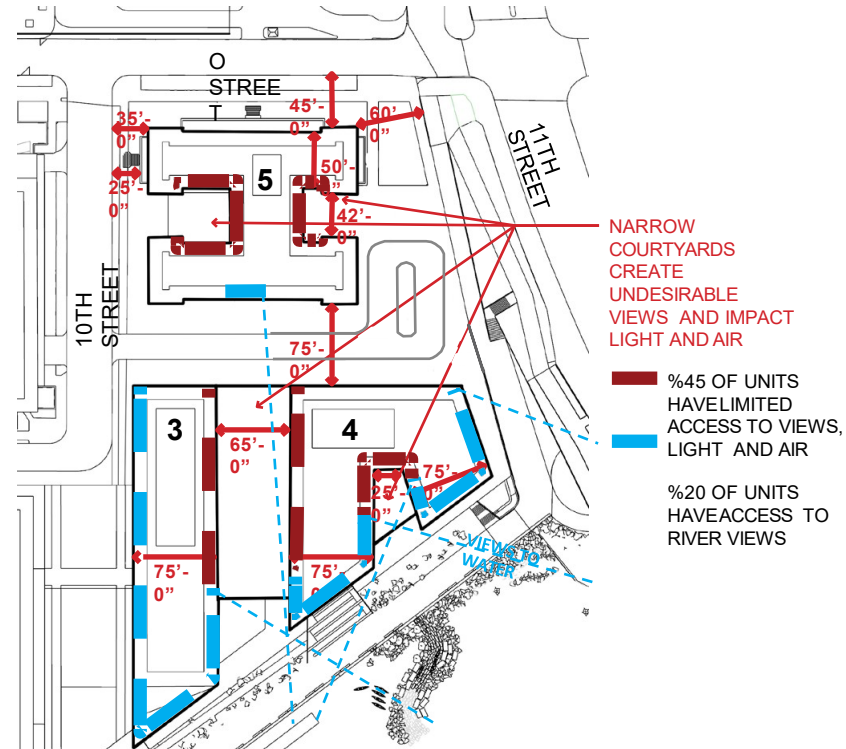 O
STREE
T
45’-
0”
60’
0”
35’-
0”
25’-
0”
50’-
0”
42’-
0”
5
11TH
STREET
10TH
STREET
75’-
0”
3
65’-
0”
4
75’-
0”
25’-
0”
75’-
0”
75’-
0”
VIEWS TO
WATER
NARROW
COURTYARDS
CREATE
UNDESIRABLE
VIEWS AND IMPACT
LIGHT AND AIR
%45 OF UNITS
HAVELIMITED
ACCESS TO VIEWS,
LIGHT AND AIR
%20 OF UNITS
HAVEACCESS TO
RIVER VIEWS